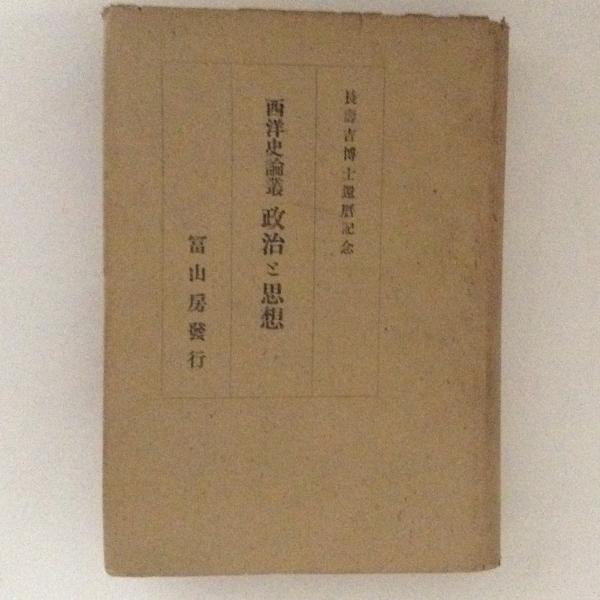 長壽吉博士還曆記念
西洋史論叢 政治と思想
冨山房發行